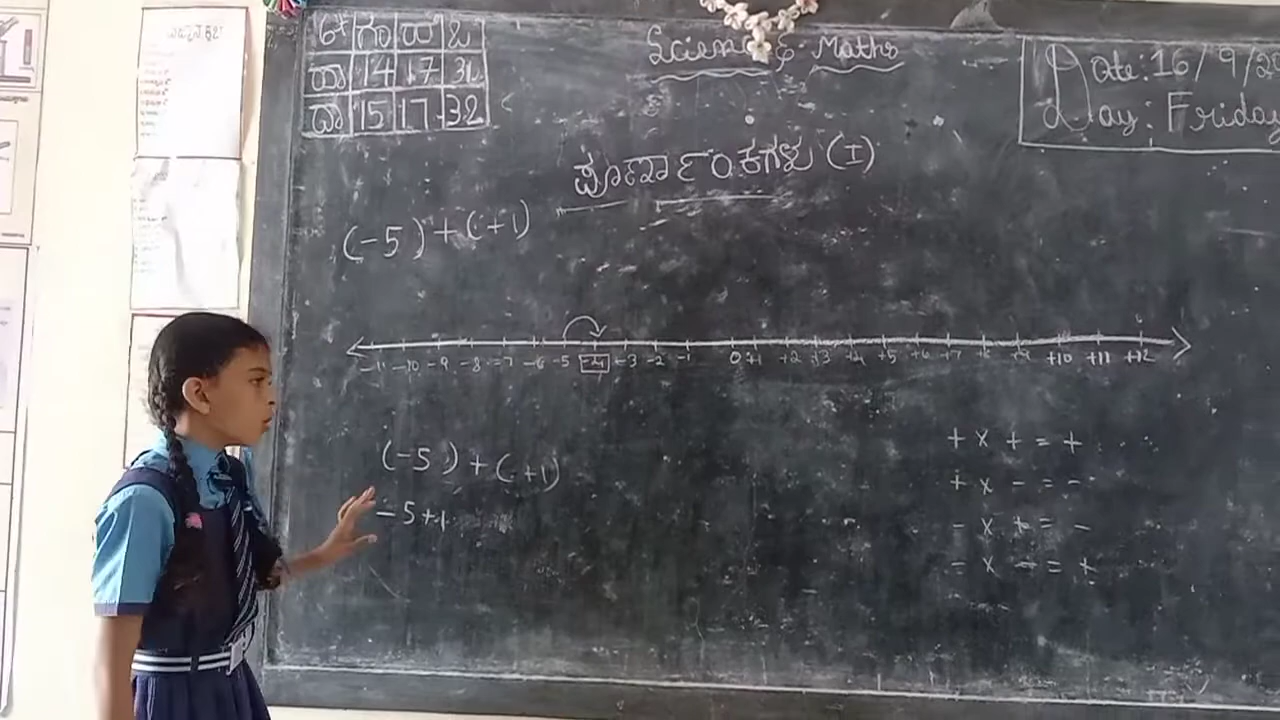 ತ ಗಂ ಹೆ ಒ
ದಾ 14 17 31
ಹಾ 15 17 32
Science & Maths
Date: 16/9/20
Day: Friday
ಪೂರ್ಣಾಂಕಗಳು (I)
(-5) + (+1)
-11 -10 -9 -8 -7 -6 -5 -4 -3 -2 -1 0 +1 +2 +3 +4 +5 +6 +7 +8 +9 +10 +11 +12
(-5) + (+1)
-5+1
+ x + = +
+ x - = -
- x + = -
- x - = +